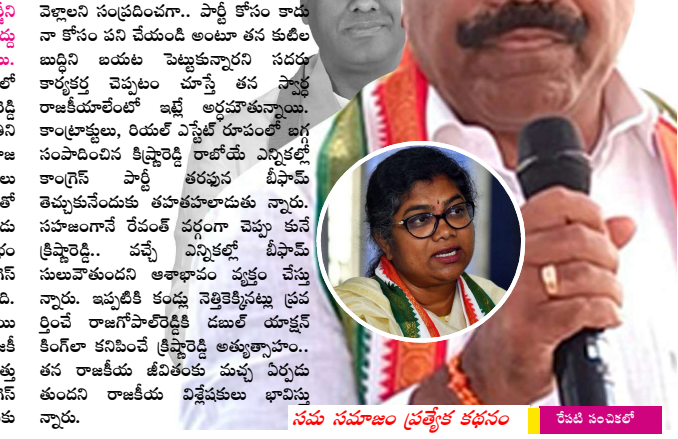 వెళ్లాలని సంప్రదించగా.. పార్టీ కోసం కాదు
నా కోసం పని చేయండి అంటూ తన కుటిల
బుద్ధిని బయట పెట్టుకున్నారని సదరు
కార్యకర్త చెప్పటం చూస్తే తన స్వార్థ
రాజకీయాలేంటో ఇట్లే అర్ధమౌతున్నాయి.
కాంట్రాక్టులు, రియల్ ఎస్టేట్ రూపంలో బగ్గ
సంపాదించిన కిష్ణారెడ్డి రాబోయే ఎన్నికల్లో
కాంగ్రెస్ పార్టీ తరఫున బీఫామ్
తెచ్చుకునేందుకు తహతహలాడుతు న్నారు.
సహజంగానే రేవంత్ వర్గంగా చెప్పు కునే
క్రిష్ణారెడ్డి.. వచ్చే ఎన్నికల్లో బీఫామ్
సులువౌతుందని ఆశాభావం వ్యక్తం చేస్తు
న్నారు. ఇప్పటికి కండ్లు నెత్తికెక్కినట్లు ప్రవ
ర్తించే రాజగోపాల్‌రెడ్డికి డబుల్ యాక్షన్
కింగ్‌లా కనిపించే క్రిష్ణారెడ్డి అత్యుత్సాహం..
తన రాజకీయ జీవితంకు మచ్చ ఏర్పడు
తుందని రాజకీయ విశ్లేషకులు భావిస్తు
న్నారు.
సమ సమాజం ప్రత్యేక కథనం
రేపటి సంచికలో